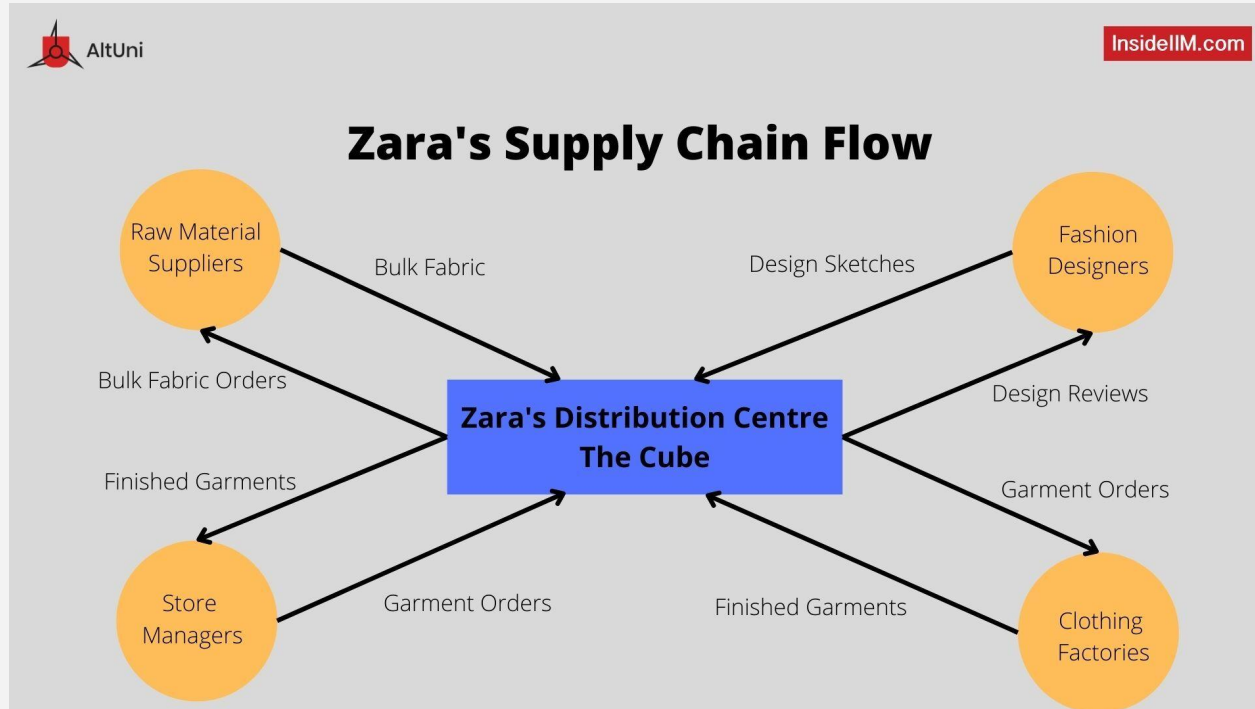 AltUni
InsideIIM.com
Zara's Supply Chain Flow
Raw Material
Suppliers
Bulk Fabric
Design Sketches
Fashion
Designers
Bulk Fabric Orders
Design Reviews
Zara's Distribution Centre
The Cube
Finished Garments
Garment Orders
Store
Managers
Garment Orders
Finished Garments
Clothing
Factories